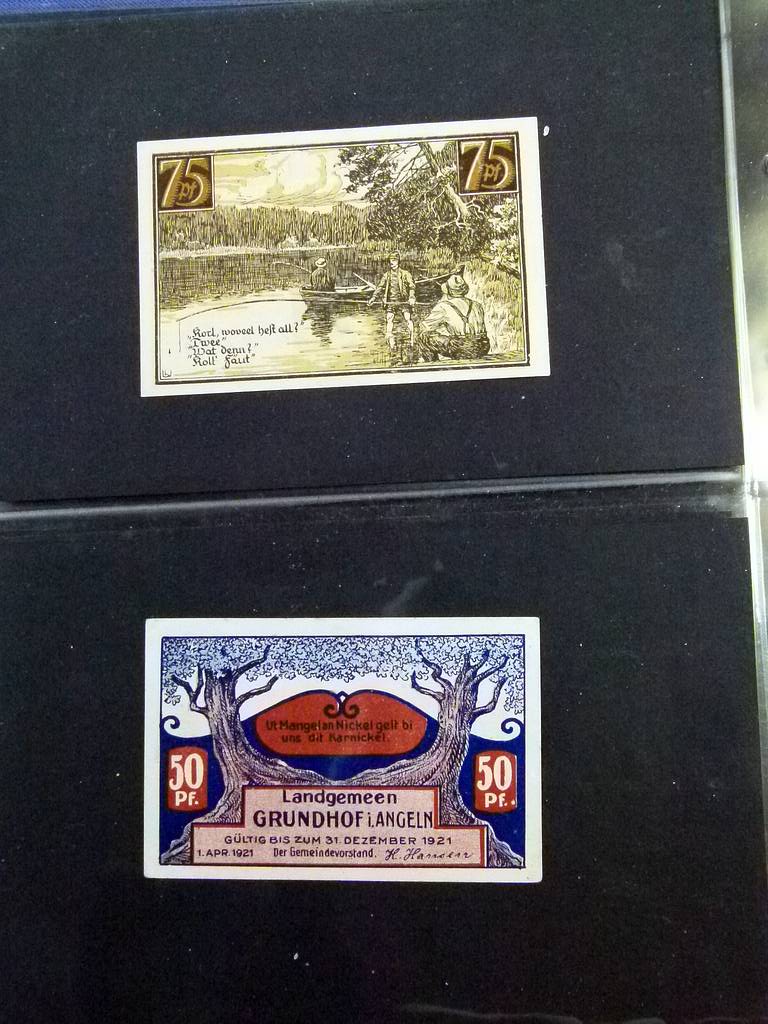 75 pf
75 pf
"Korl, woveel hest all?"
"Twee"
"Wat denn?"
"Koll' Faut"
LW
Ut Mangel an Nickel gelt bi
uns dit Karnickel.
50 PF.
50 PF.
Landgemeen
GRUNDHOF i. ANGELN
GÜLTIG BIS ZUM 31. DEZEMBER 1921
1. APR. 1921 Der Gemeindevorstand. H. Hansen